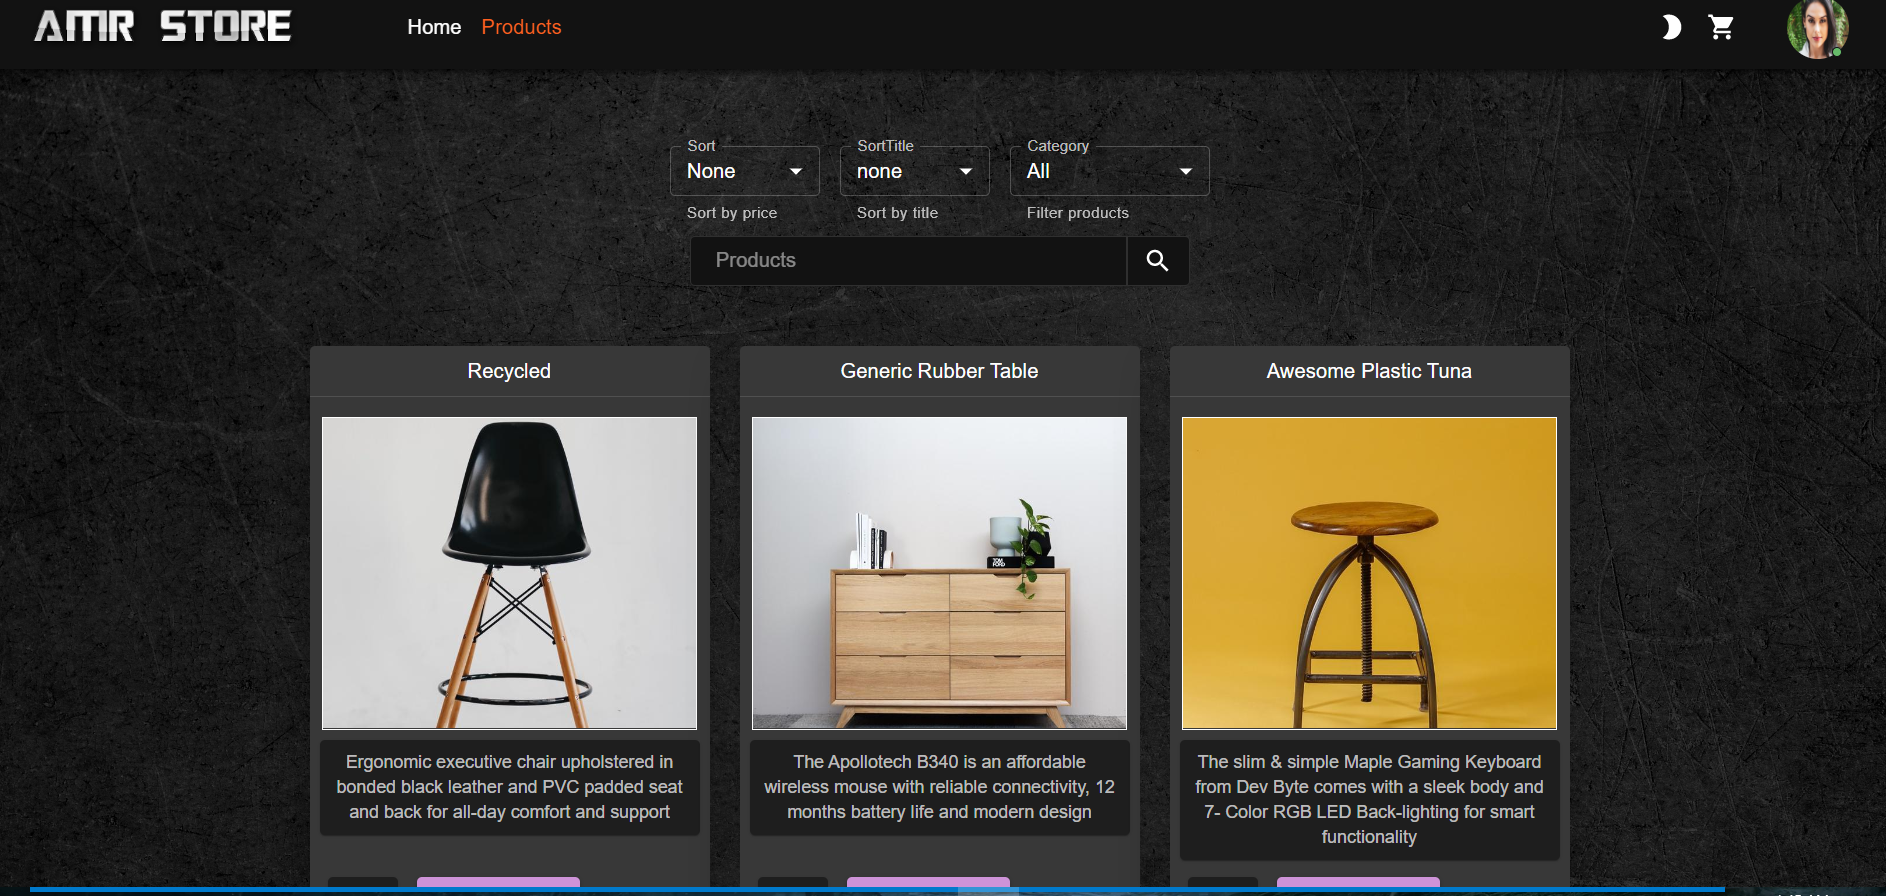 AMR STORE
Home
Products
Sort
None
Sort by price
SortTitle
none
Sort by title
Category
All
Filter products
Products
Recycled
Ergonomic executive chair upholstered in
bonded black leather and PVC padded seat
and back for all-day comfort and support
Generic Rubber Table
TOM
FORD
The Apollotech B340 is an affordable
wireless mouse with reliable connectivity, 12
months battery life and modern design
Awesome Plastic Tuna
The slim & simple Maple Gaming Keyboard
from Dev Byte comes with a sleek body and
7- Color RGB LED Back-lighting for smart
functionality